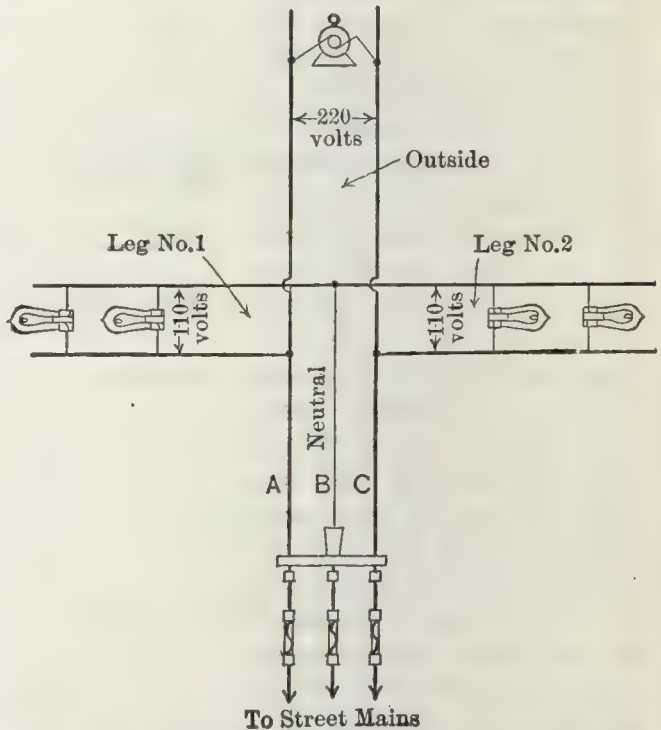 220
volts
Outside
Leg No.1
Leg No.2
110
volts
110
volts
Neutral
A B C
To Street Mains